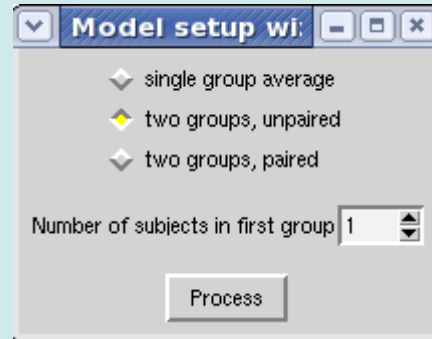 Model setup wi
single group average
two groups, unpaired
two groups, paired
Number of subjects in first group 1
Process